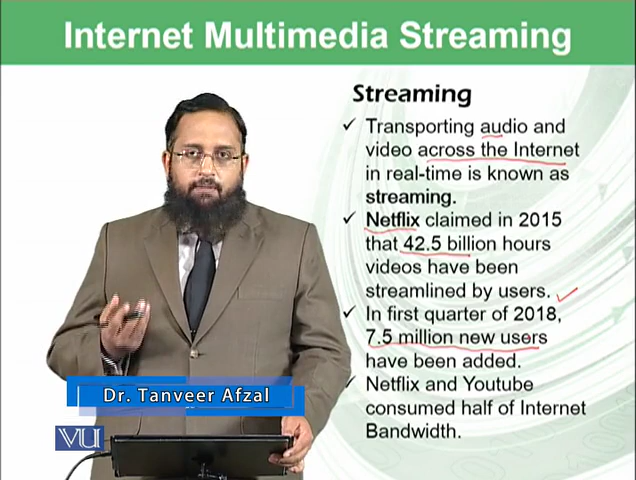 Internet Multimedia Streaming
Streaming
✓ Transporting audio and
video across the Internet
in real-time is known as
streaming.
✓ Netflix claimed in 2015
that 42.5 billion hours
videos have been
streamlined by users.
✓ In first quarter of 2018,
7.5 million new users
have been added.
✓ Netflix and Youtube
consumed half of Internet
Bandwidth.
Dr. Tanveer Afzal
VU